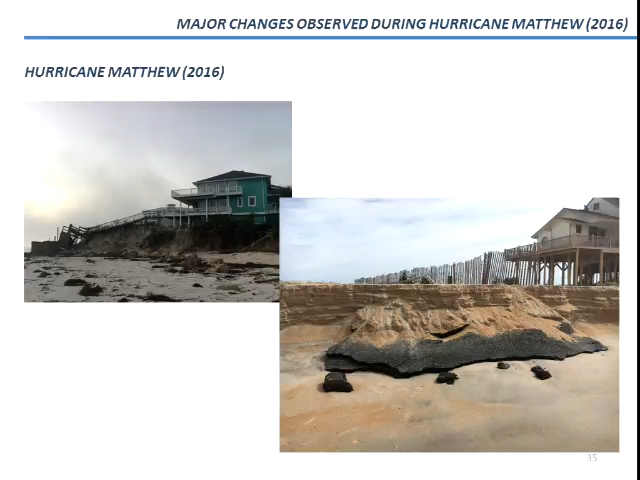 MAJOR CHANGES OBSERVED DURING HURRICANE MATTHEW (2016)
HURRICANE MATTHEW (2016)
35